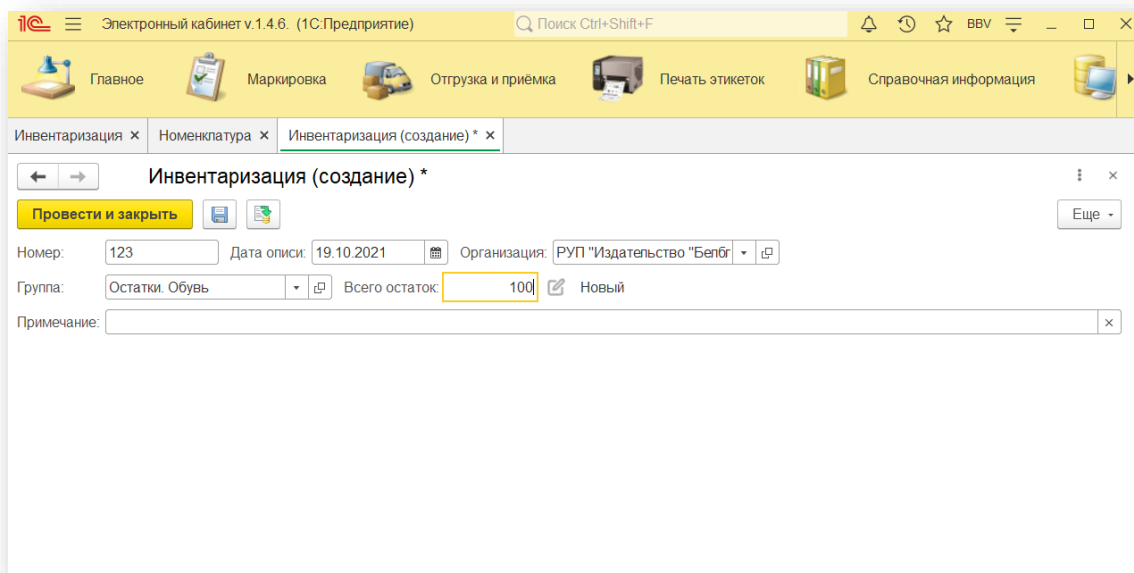 1С Электронный кабинет v.1.4.6. (1С:Предприятие) Поиск Ctrl+Shift+F BBV
Главное Маркировка Отгрузка и приёмка Печать этикеток Справочная информация
Инвентаризация × Номенклатура × Инвентаризация (создание) * ×
Инвентаризация (создание) *
Провести и закрыть Еще
Номер: 123 Дата описи: 19.10.2021 Организация: РУП "Издательство "Белбг
Группа: Остатки. Обувь Всего остаток: 100 Новый
Примечание: